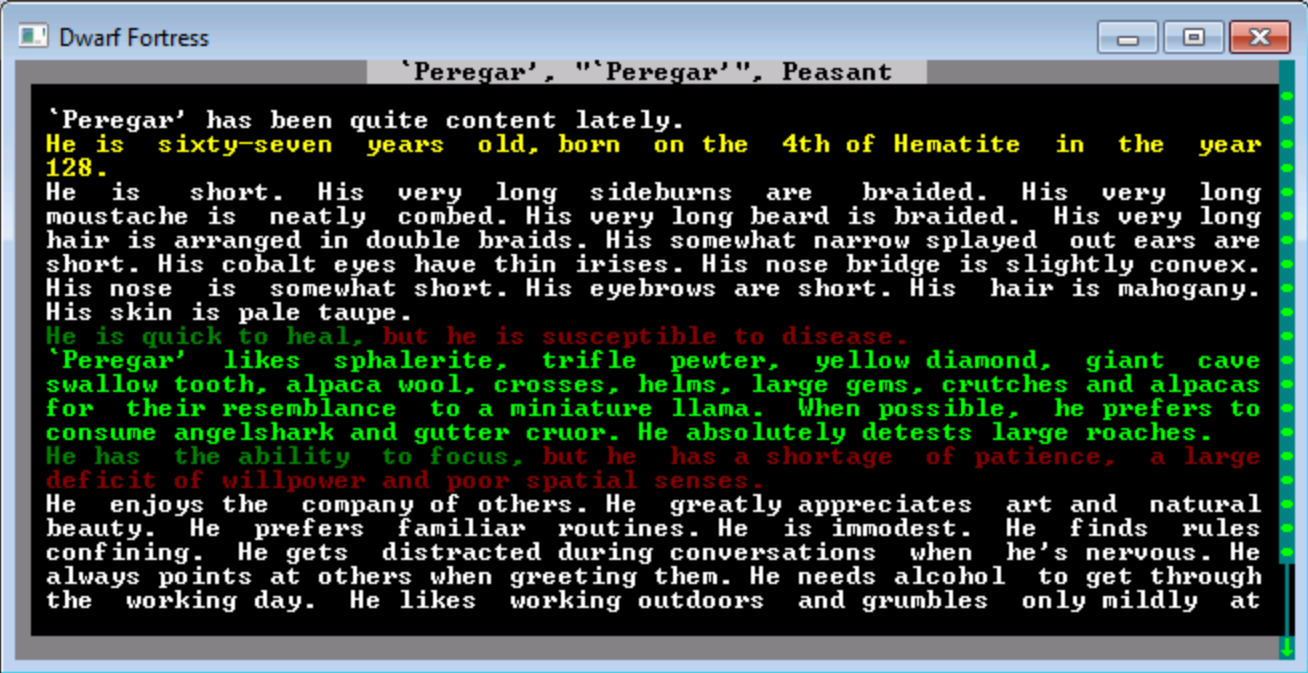 Dwarf Fortress
`Peregar', "`Peregar'", Peasant
`Peregar' has been quite content lately.
He is sixty-seven years old, born on the 4th of Hematite in the year
128.
He is short. His very long sideburns are braided. His very long
moustache is neatly combed. His very long beard is braided. His very long
hair is arranged in double braids. His somewhat narrow splayed out ears are
short. His cobalt eyes have thin irises. His nose bridge is slightly convex.
His nose is somewhat short. His eyebrows are short. His hair is mahogany.
His skin is pale taupe.
He is quick to heal, but he is susceptible to disease.
`Peregar' likes sphalerite, trifle pewter, yellow diamond, giant cave
swallow tooth, alpaca wool, crosses, helms, large gems, crutches and alpacas
for their resemblance to a miniature llama. When possible, he prefers to
consume angelshark and gutter cruor. He absolutely detests large roaches.
He has the ability to focus, but he has a shortage of patience, a large
deficit of willpower and poor spatial senses.
He enjoys the company of others. He greatly appreciates art and natural
beauty. He prefers familiar routines. He is immodest. He finds rules
confining. He gets distracted during conversations when he's nervous. He
always points at others when greeting them. He needs alcohol to get through
the working day. He likes working outdoors and grumbles only mildly at